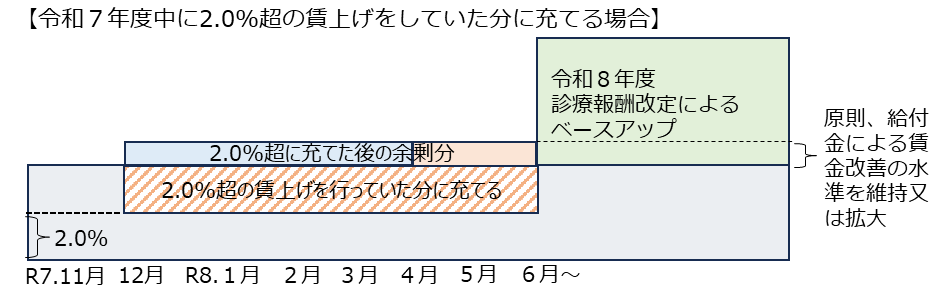 【令和７年度中に2.0%超の賃上げをしていた分に充てる場合】
令和８年度
診療報酬改定による
ベースアップ
2.0%超に充てた後の余剰分
2.0%超の賃上げを行っていた分に充てる
原則、給付
金による賃
金改善の水
準を維持又
は拡大
2.0%
R7.11月 12月 R8.１月 ２月 ３月 ４月 ５月 ６月～